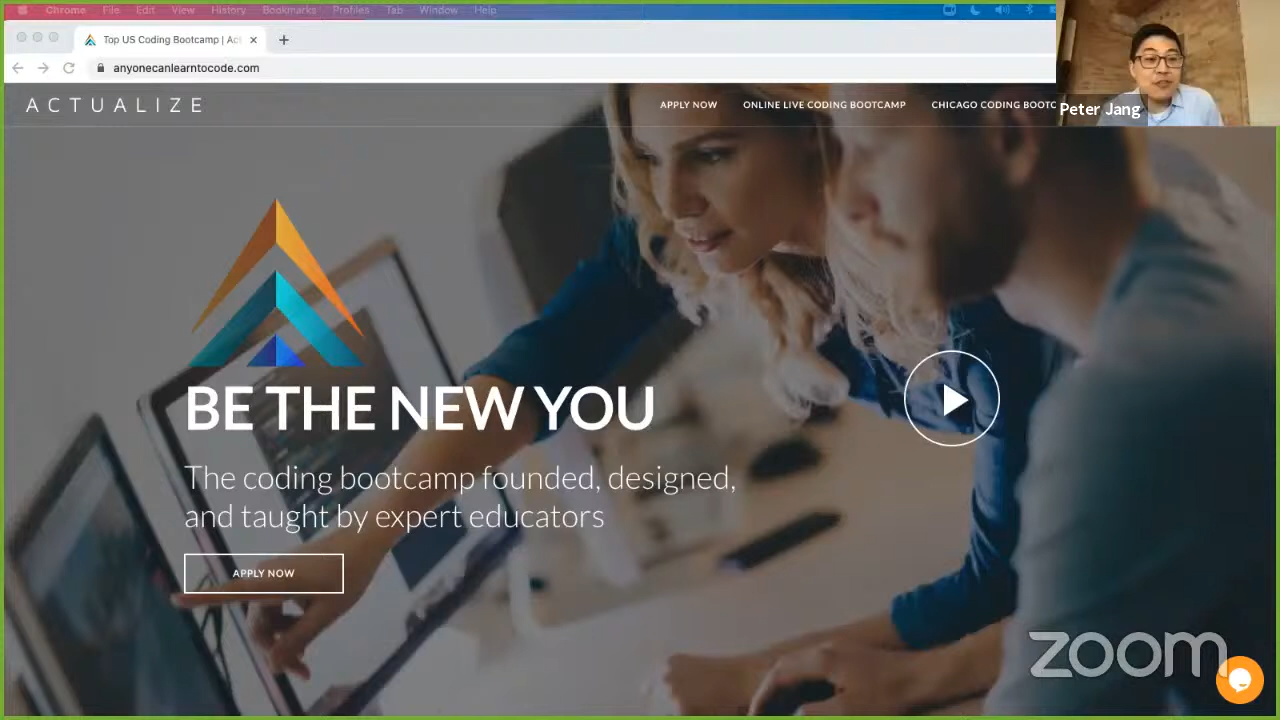 Chrome File Edit View History Bookmarks Profiles Tab Window Help
Top US Coding Bootcamp | Act
anyonecanlearntocode.com
ACTUALIZE
APPLY NOW ONLINE LIVE CODING BOOTCAMP CHICAGO CODING BOOTC
Peter Jang
BE THE NEW YOU
The coding bootcamp founded, designed,
and taught by expert educators
APPLY NOW
zoom